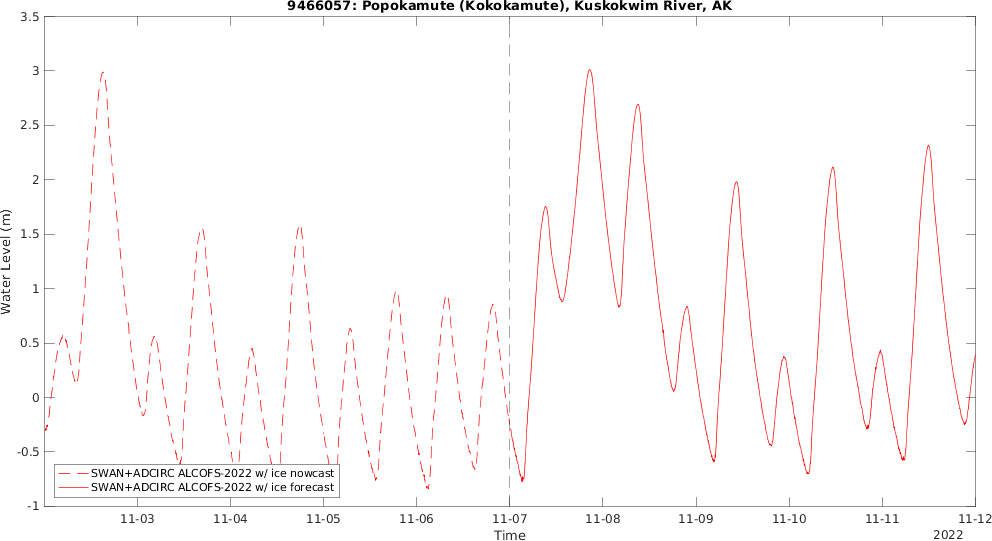 9466057: Popokamute (Kokokamute), Kuskokwim River, AK
3.5
3
2.5
2
1.5
1
0.5
0
-0.5
-1
Water Level (m)
SWAN+ADCIRC ALCOFS-2022 w/ ice nowcast
SWAN+ADCIRC ALCOFS-2022 w/ ice forecast
11-03 11-04 11-05 11-06 11-07 11-08 11-09 11-10 11-11 11-12
Time
2022